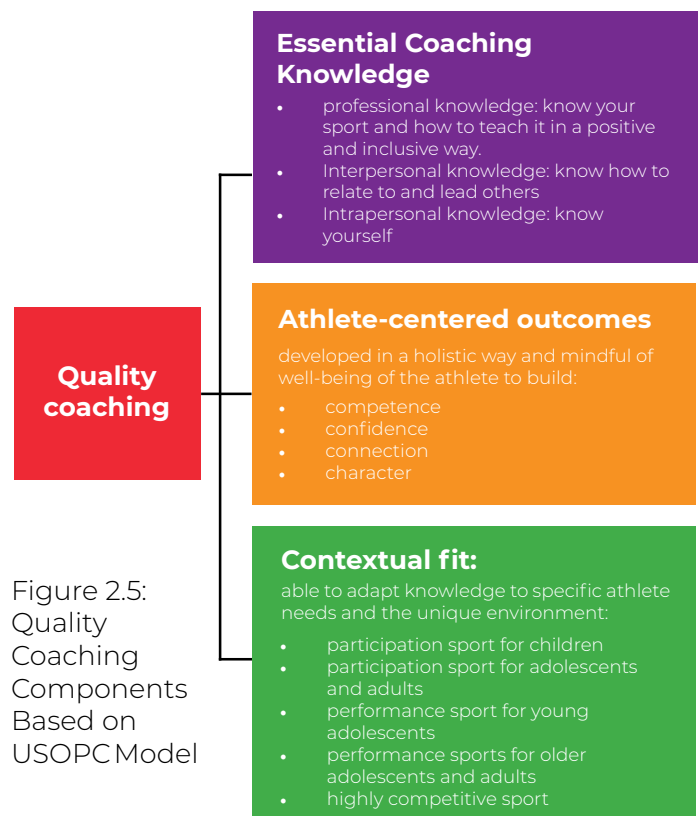 Essential Coaching
Knowledge
• professional knowledge: know your
sport and how to teach it in a positive
and inclusive way.
• Interpersonal knowledge: know how to
relate to and lead others
• Intrapersonal knowledge: know
yourself
Quality
coaching
Athlete-centered outcomes
developed in a holistic way and mindful of
well-being of the athlete to build:
• competence
• confidence
• connection
• character
Contextual fit:
able to adapt knowledge to specific athlete
needs and the unique environment:
• participation sport for children
• participation sport for adolescents
and adults
• performance sport for young
adolescents
• performance sports for older
adolescents and adults
• highly competitive sport
Figure 2.5:
Quality
Coaching
Components
Based on
USOPC Model